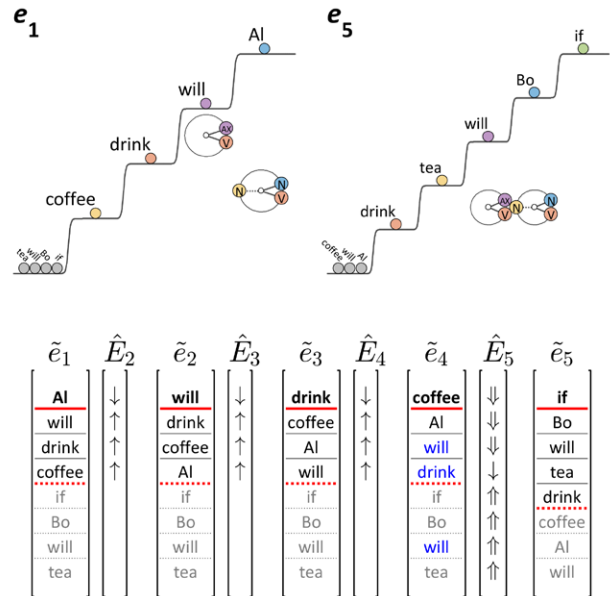 e1
Al
will
AX
V
drink
N N
V
coffee
tea will Bo if
e5
if
Bo
will
tea
AX N
V N V
drink
coffee will Al
ẽ1 Ê2 ẽ2 Ê3 ẽ3 Ê4 ẽ4 Ê5 ẽ5
Al ↓ will ↓ drink ↓ coffee ⇓ if
will ↑ drink ↑ coffee ↑ Al ⇓ Bo
drink ↑ coffee ↑ Al ↑ will ⇓ will
coffee ↑ Al ↑ will ↑ drink ↓ tea
if if if if ⇑ drink
Bo Bo Bo Bo ⇑ coffee
will will will will ⇑ Al
tea tea tea tea ⇑ will